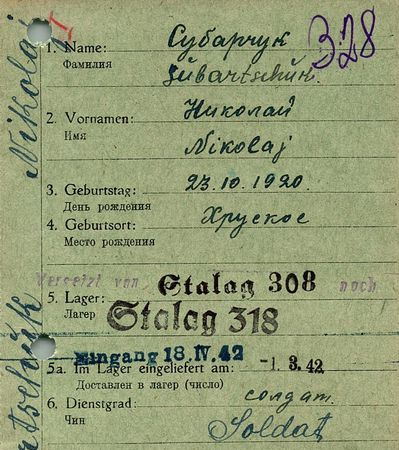 328
1. Name: Субарчук
Фамилия Subartschuk.
2. Vornamen: Николай
Имя
Nikolaj
3. Geburtstag: 23.10.1920.
День рождения
4. Geburtsort: Хруское
Место рождения
Versetzt von Stalag 308 nach
5. Lager: Stalag 318
Лагерь
Eingang 18.IV.42
5a. Im Lager eingeliefert am: -1. 3. 42
Доставлен в лагерь (число)
6. Dienstgrad: солдат.
Чин Soldat
Nikolaj